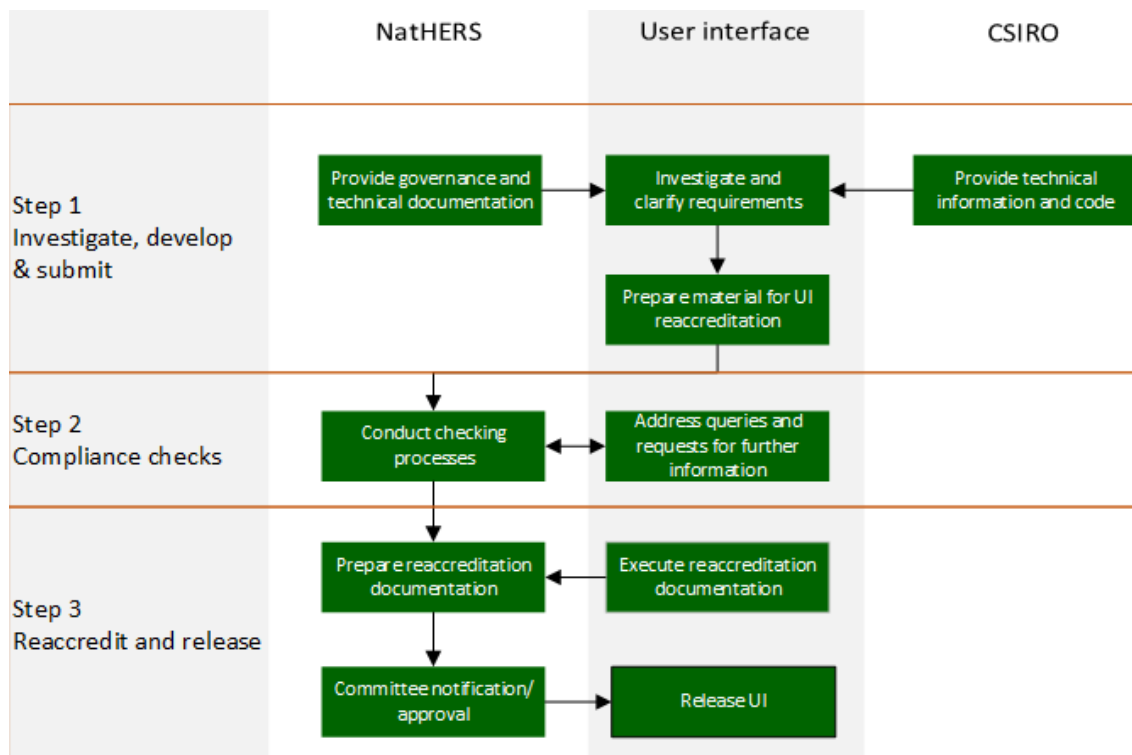 NatHERS
User interface
CSIRO
Step 1
Investigate, develop
& submit
Provide governance and
technical documentation
Investigate and
clarify requirements
Provide technical
information and code
Prepare material for UI
reaccreditation
Step 2
Compliance checks
Conduct checking
processes
Address queries and
requests for further
information
Step 3
Reaccredit and release
Prepare reaccreditation
documentation
Execute reaccreditation
documentation
Committee notification/
approval
Release UI